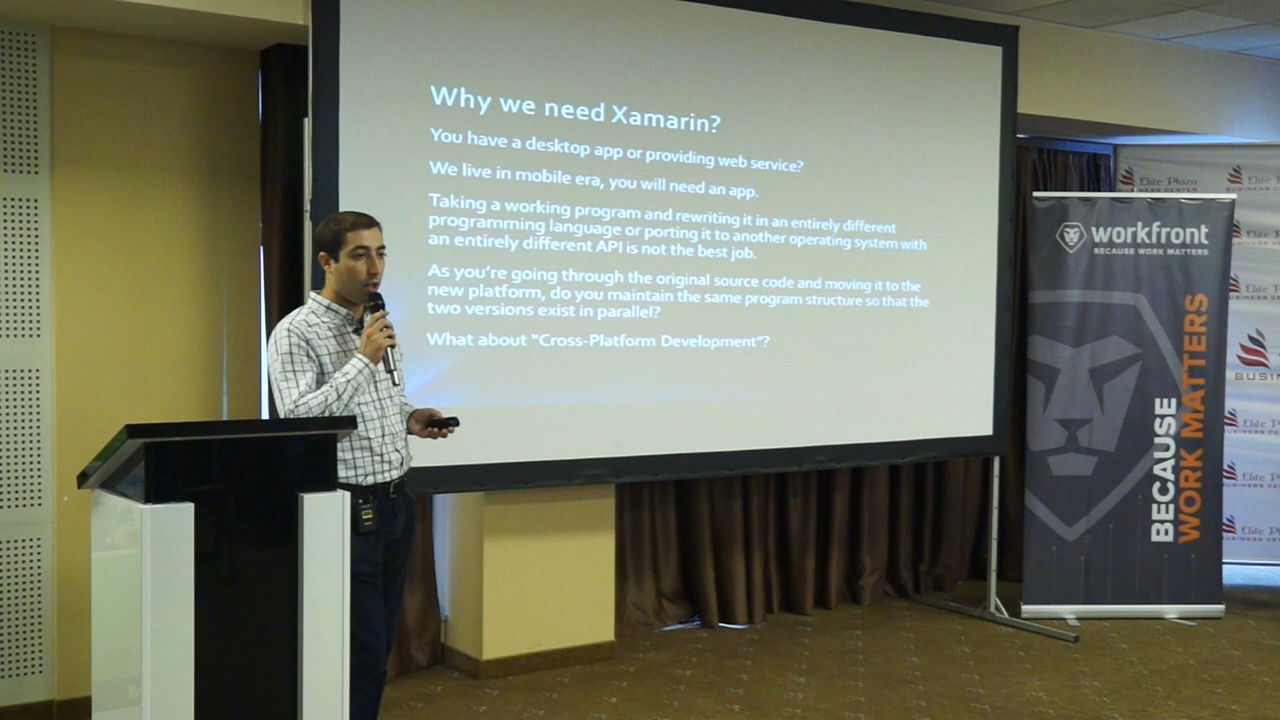 Why we need Xamarin?
You have a desktop app or providing web service?
We live in mobile era, you will need an app.
Taking a working program and rewriting it in an entirely different
programming language or porting it to another operating system with
an entirely different API is not the best job.
As you're going through the original source code and moving it to the
new platform, do you maintain the same program structure so that the
two versions exist in parallel?
What about "Cross-Platform Development"?
workfront
BECAUSE WORK MATTERS
BECAUSE
WORK MATTERS
Elite Plaza
BUSINESS CENTER